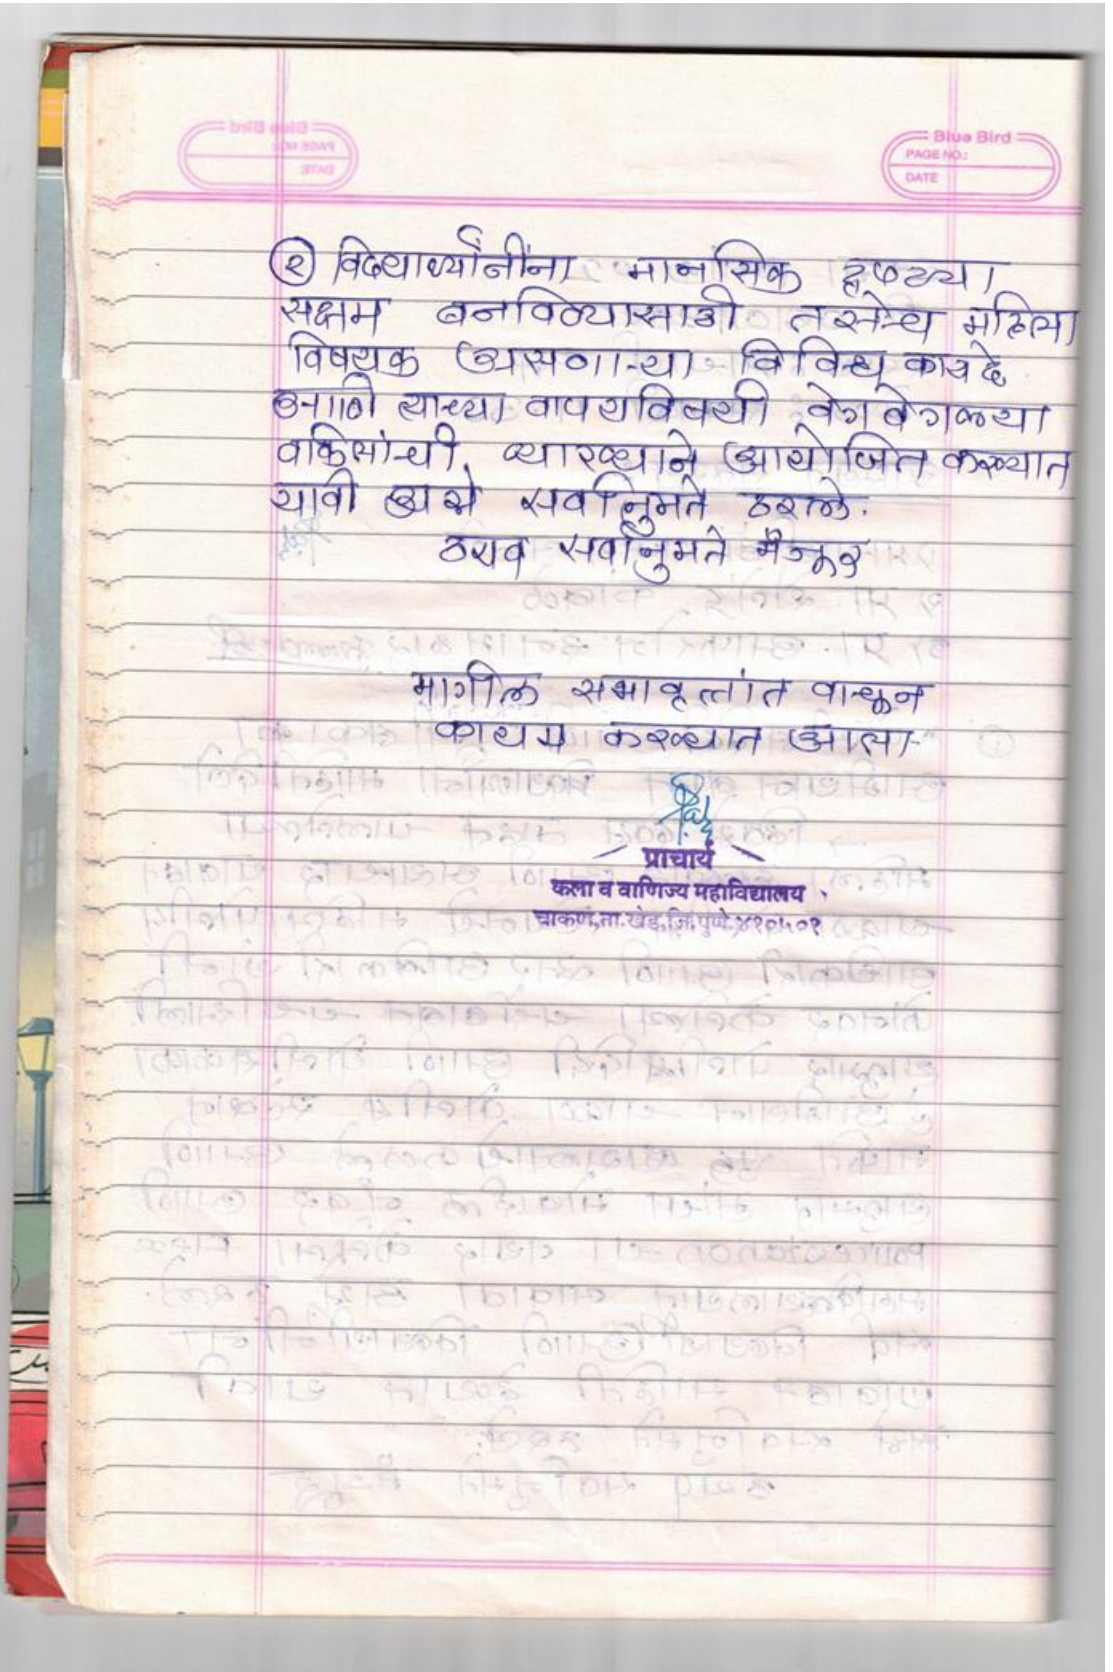 Blue Bird
PAGE NO.:
DATE
(२) विद्यार्थ्यांनींना मानसिक दृष्ट्या
सक्षम बनविण्यासाठी तसेच महिला
विषयक असणाऱ्या विविध कायदे
आणि त्याच्या वापराविषयी वेगवेगळ्या
वकिलांची व्याख्याने आयोजित करण्यात
यावी असे सर्वानुमते ठरले.
ठराव सर्वानुमते मंजूर
मागील सभावृत्तांत वाचून
कायम करण्यात आला
प्राचार्य
कला व वाणिज्य महाविद्यालय
चाकण, ता. खेड, जि. पुणे. ४१०५०१